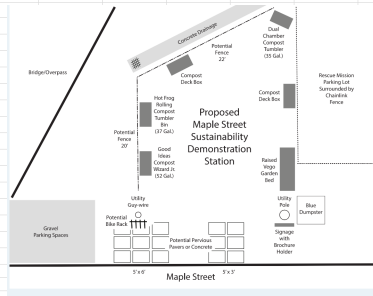 Concrete Drainage
Dual
Chamber
Compost
Tumbler
(35 Gal.)
Potential
Fence
22'
Bridge/Overpass
Compost
Deck Box
Rescue Mission
Parking Lot
Surrounded by
Chainlink
Fence
Hot Frog
Rolling
Compost
Tumbler
Bin
(37 Gal.)
Compost
Deck Box
Proposed
Maple Street
Sustainability
Demonstration
Station
Potential
Fence
20'
Good
Ideas
Compost
Wizard Jr.
(52 Gal.)
Raised
Vego
Garden
Bed
Utility
Guy-wire
Utility
Pole
Blue
Dumpster
Potential
Bike Rack
Gravel
Parking Spaces
Signage
with
Brochure
Holder
Potential Pervious
Pavers or Concrete
5' x 6'
5' x 3'
Maple Street